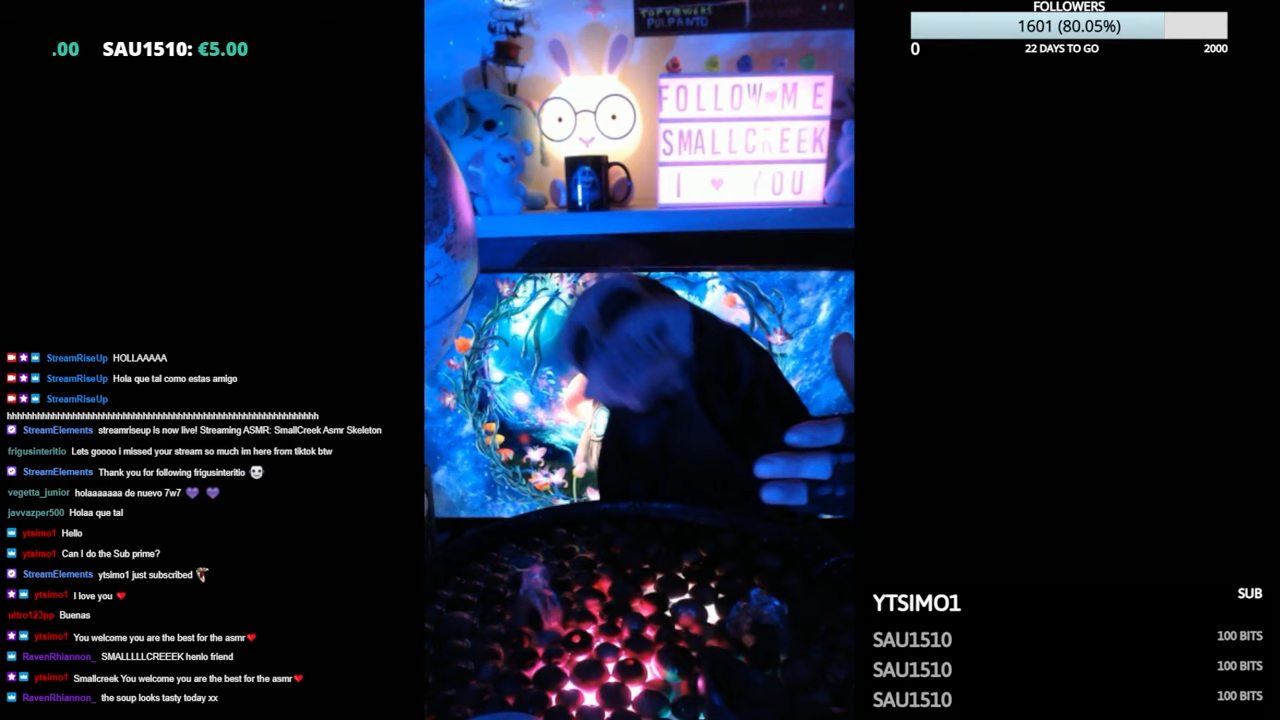 .00 SAU1510: €5.00
TOPVIEWERS
PULPANTO
FOLLOW ME
SMALLCREEK
I ♥ YOU
FOLLOWERS
1601 (80.05%)
0 22 DAYS TO GO 2000
StreamRiseUp HOLLAAAAA
StreamRiseUp Hola que tal como estas amigo
StreamRiseUp
hhhhhhhhhhhhhhhhhhhhhhhhhhhhhhhhhhhhhhhhhhhhhhhhhhhhhhhhhhhhhhh
StreamElements streamriseup is now live! Streaming ASMR: SmallCreek Asmr Skeleton
frigusinteritio Lets goooo i missed your stream so much im here from tiktok btw
StreamElements Thank you for following frigusinteritio
vegetta_junior holaaaaaaa de nuevo 7w7 💜 💜
javvazper500 Holaa que tal
ytsimo1 Hello
ytsimo1 Can I do the Sub prime?
StreamElements ytsimo1 just subscribed
ytsimo1 I love you ❤
ultro123pp Buenas
ytsimo1 You welcome you are the best for the asmr❤
RavenRhiannon_ SMALLLLLCREEEK henlo friend
ytsimo1 Smallcreek You welcome you are the best for the asmr❤
RavenRhiannon_ the soup looks tasty today xx
YTSIMO1 SUB
SAU1510 100 BITS
SAU1510 100 BITS
SAU1510 100 BITS